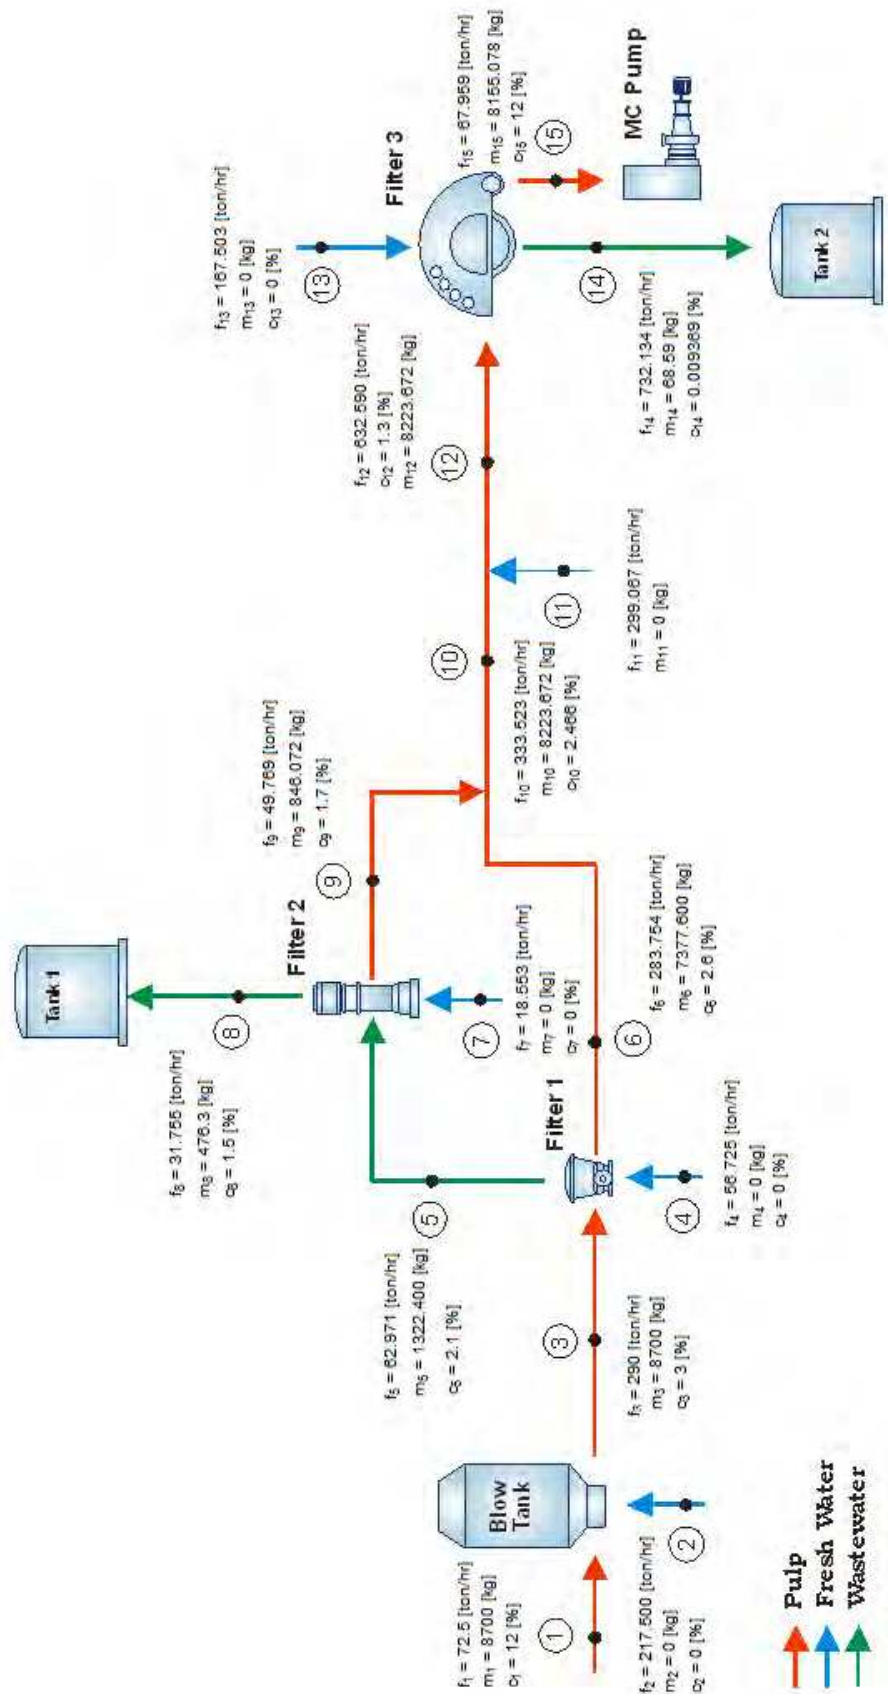 f1 = 72.5 [ton/hr]
m1 = 8700 [kg]
c1 = 12 [%]
1
f2 = 217.500 [ton/hr]
m2 = 0 [kg]
c2 = 0 [%]
2
Blow
Tank
3
f3 = 290 [ton/hr]
m3 = 8700 [kg]
c3 = 3 [%]
f4 = 56.725 [ton/hr]
m4 = 0 [kg]
c4 = 0 [%]
4
Filter 1
f5 = 62.971 [ton/hr]
m5 = 1322.400 [kg]
c5 = 2.1 [%]
5
6
f6 = 283.754 [ton/hr]
m6 = 7377.600 [kg]
c6 = 2.6 [%]
7
f7 = 18.553 [ton/hr]
m7 = 0 [kg]
c7 = 0 [%]
Filter 2
f8 = 31.755 [ton/hr]
m8 = 476.3 [kg]
c8 = 1.5 [%]
8
Tank 1
9
f9 = 49.769 [ton/hr]
m9 = 846.072 [kg]
c9 = 1.7 [%]
10
f10 = 333.523 [ton/hr]
m10 = 8223.672 [kg]
c10 = 2.466 [%]
11
f11 = 299.067 [ton/hr]
m11 = 0 [kg]
f12 = 632.590 [ton/hr]
c12 = 1.3 [%]
m12 = 8223.672 [kg]
12
f13 = 167.503 [ton/hr]
m13 = 0 [kg]
c13 = 0 [%]
13
Filter 3
14
f14 = 732.134 [ton/hr]
m14 = 68.59 [kg]
c14 = 0.009369 [%]
Tank 2
f15 = 67.959 [ton/hr]
m15 = 8155.078 [kg]
c15 = 12 [%]
15
MC Pump
Pulp
Fresh Water
Wastewater